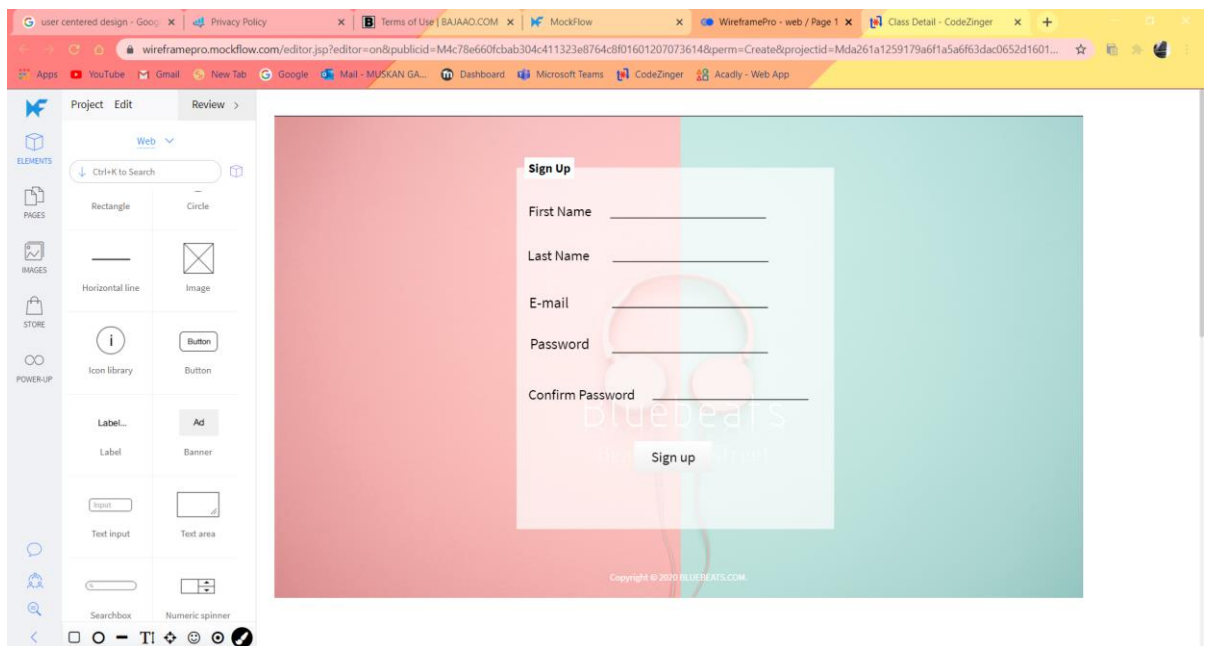 user centered design - Goog
Privacy Policy
Terms of Use | BAJAAO.COM
MockFlow
WireframePro - web / Page 1
Class Detail - CodeZinger
wireframepro.mockflow.com/editor.jsp?editor=on&publicid=M4c78e660fcbab304c411323e8764c8f01601207073614&perm=Create&projectid=Mda261a1259179a6f1a5a6f63dac0652d1601...
Apps YouTube Gmail New Tab Google Mail - MUSKAN GA... Dashboard Microsoft Teams CodeZinger Acadly - Web App
Project Edit Review >
Web
ELEMENTS
Ctrl+K to Search
PAGES
Rectangle Circle
IMAGES
Horizontal line Image
STORE
i Button
POWER-UP
Icon library Button
Label... Ad
Label Banner
Input
Text input Text area
Searchbox Numeric spinner
Sign Up
First Name
Last Name
E-mail
Password
Confirm Password
Bluebeats
Sign up
Copyright © 2020 BLUEBEATS.COM.